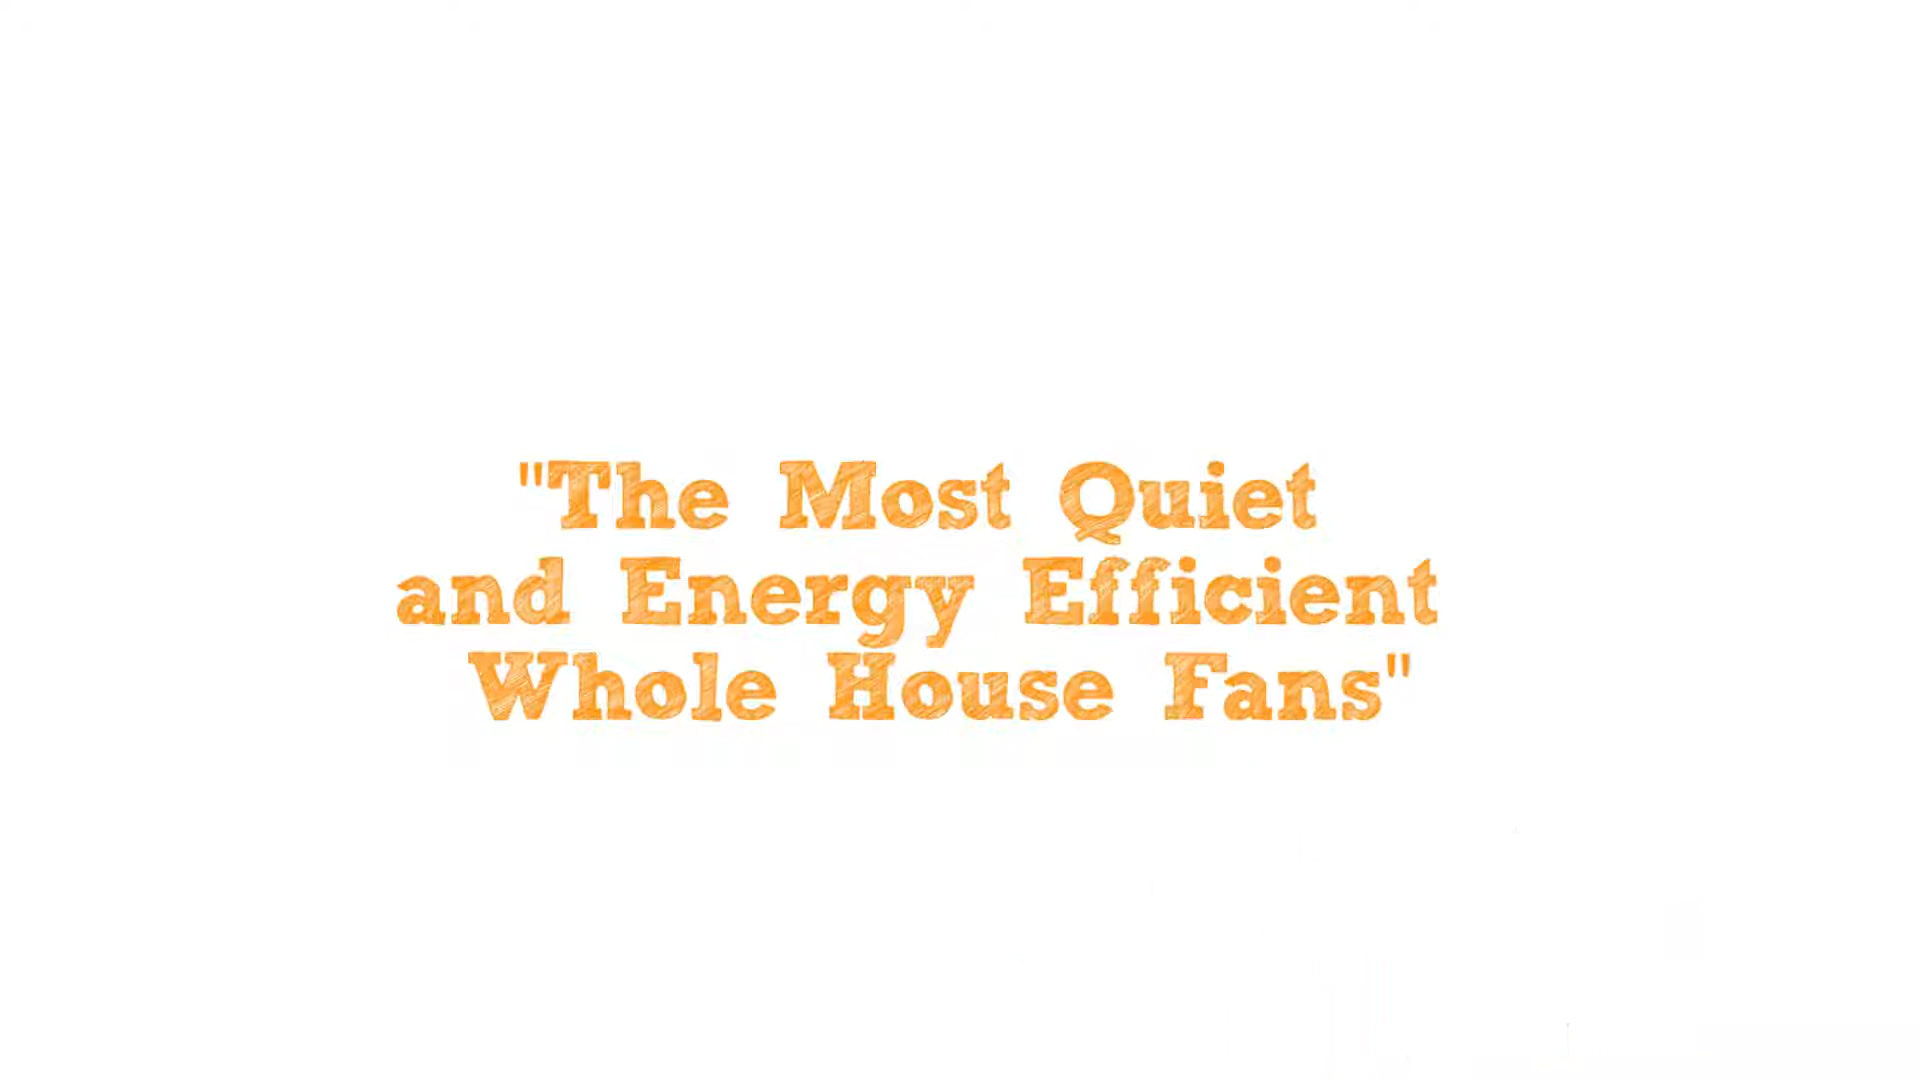 "The Most Quiet
and Energy Efficient
Whole House Fans"